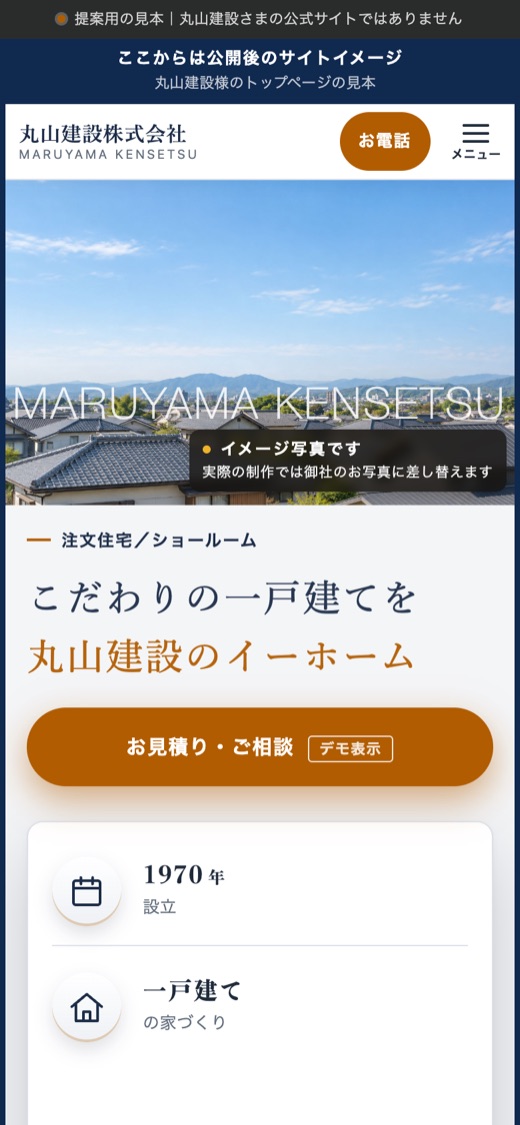 提案用の見本｜丸山建設さまの公式サイトではありません
ここからは公開後のサイトイメージ
丸山建設様のトップページの見本
丸山建設株式会社
MARUYAMA KENSETSU
お電話
メニュー
MARUYAMA KENSETSU
イメージ写真です
実際の制作では御社のお写真に差し替えます
注文住宅／ショールーム
こだわりの一戸建てを
丸山建設のイーホーム
お見積り・ご相談 デモ表示
1970年
設立
一戸建て
の家づくり